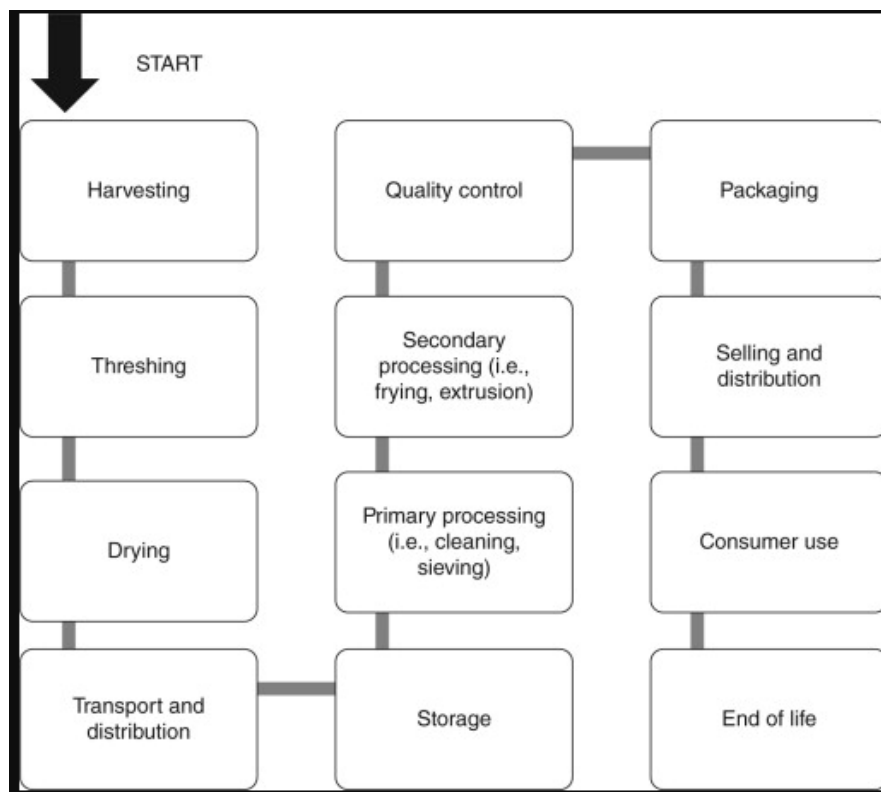 START
Harvesting
Threshing
Drying
Transport and
distribution
Storage
Primary processing
(i.e., cleaning,
sieving)
Secondary
processing (i.e.,
frying, extrusion)
Quality control
Packaging
Selling and
distribution
Consumer use
End of life